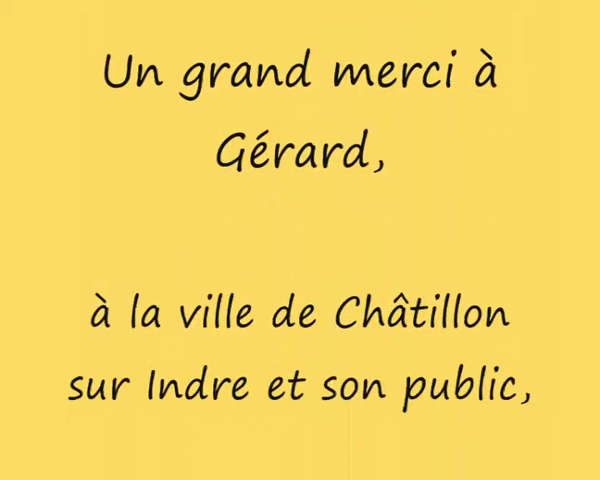 Un grand merci à
Gérard,
à la ville de Châtillon
sur Indre et son public,